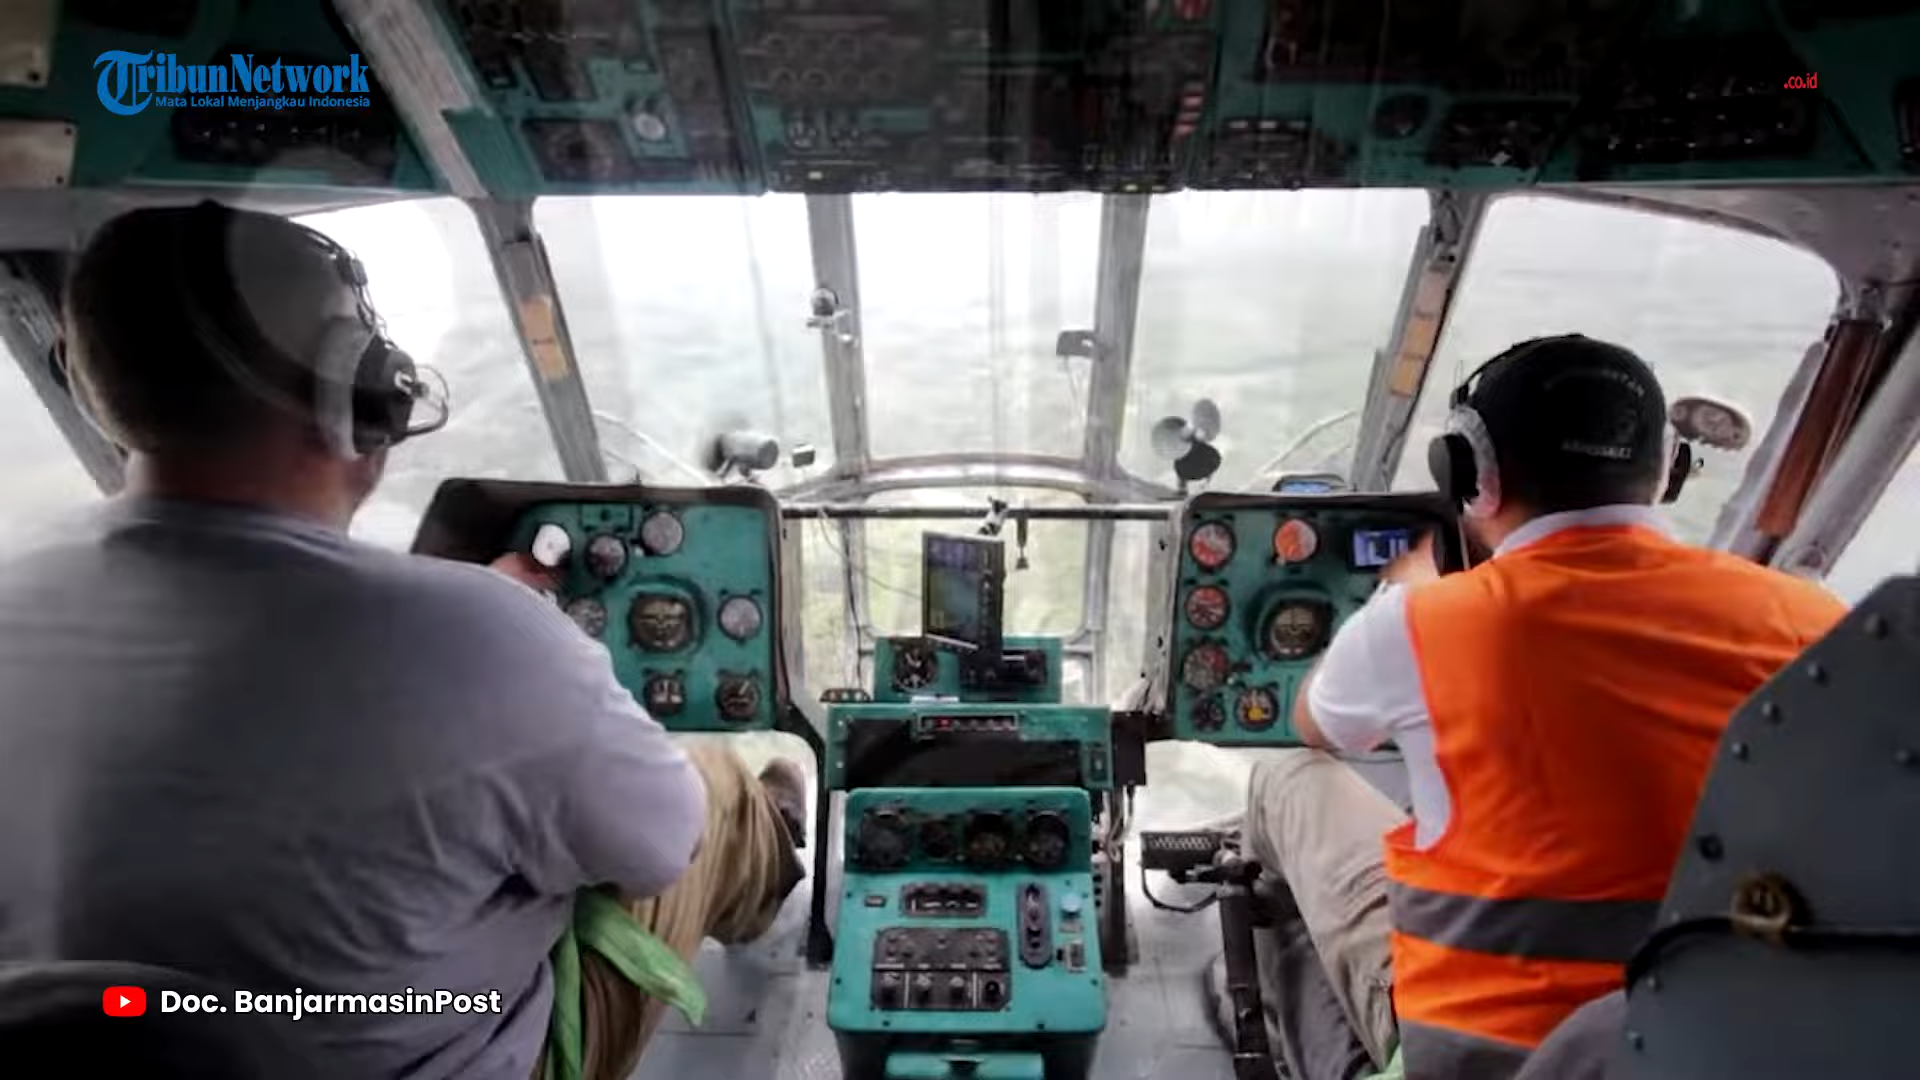 TribunNetwork
Mata Lokal Menjangkau Indonesia
.co.id
Doc. BanjarmasinPost